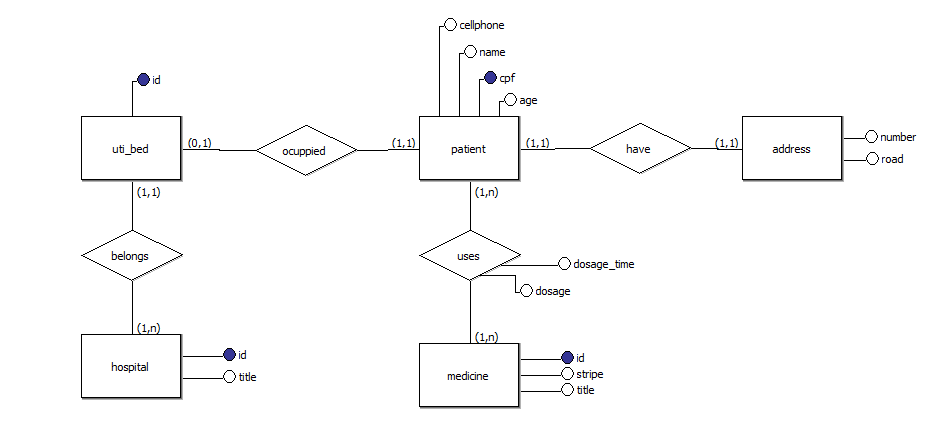 cellphone
name
cpf
age
id
uti_bed
(0,1)
ocuppied
(1,1)
patient
(1,1)
have
(1,1)
address
number
road
(1,1)
(1,n)
belongs
uses
dosage_time
dosage
(1,n)
(1,n)
hospital
id
title
medicine
id
stripe
title